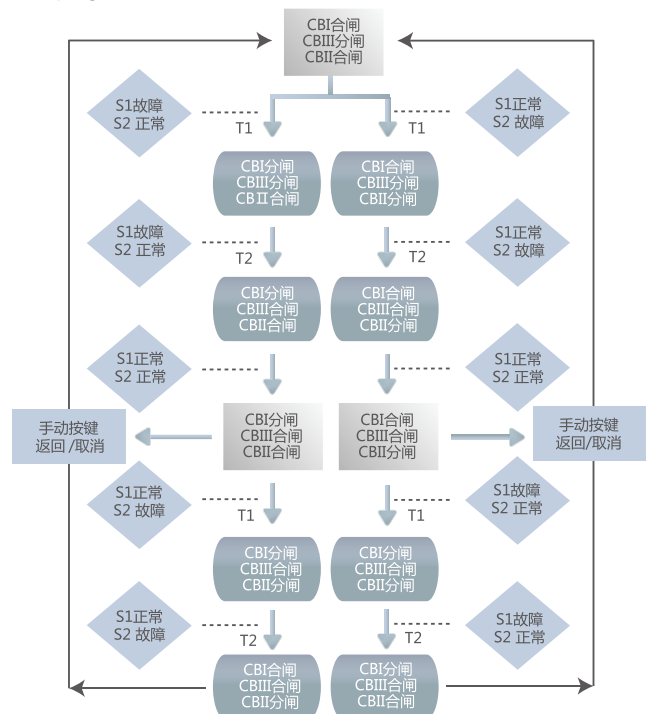 CBI合闸
CBIII分闸
CBII合闸
S1故障
S2 正常
T1
T1
S1正常
S2 故障
CBI分闸
CBIII分闸
CBII合闸
CBI合闸
CBIII分闸
CBII分闸
S1故障
S2 正常
T2
T2
S1正常
S2 故障
CBI分闸
CBIII合闸
CBII合闸
CBI合闸
CBIII合闸
CBII分闸
S1正常
S2 正常
S1正常
S2 正常
手动按键
返回 /取消
CBI分闸
CBIII合闸
CBII合闸
CBI合闸
CBIII合闸
CBII分闸
手动按键
返回/取消
S1正常
S2 故障
T1
T1
S1故障
S2 正常
CBI分闸
CBIII合闸
CBII分闸
CBI分闸
CBIII合闸
CBII分闸
S1正常
S2 故障
T2
T2
S1故障
S2 正常
CBI合闸
CBIII合闸
CBII分闸
CBI分闸
CBIII合闸
CBII合闸